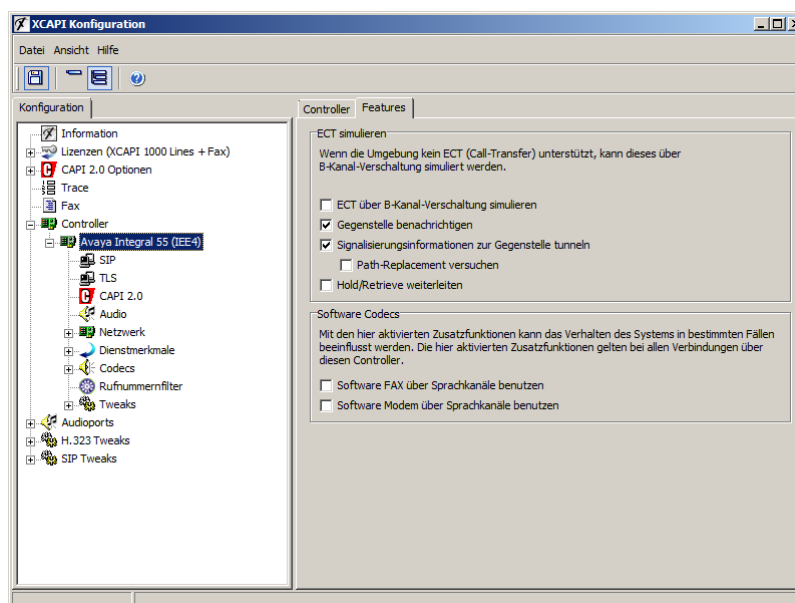 XCAPI Konfiguration
Datei Ansicht Hilfe
Konfiguration
Information
Lizenzen (XCAPI 1000 Lines + Fax)
CAPI 2.0 Optionen
Trace
Fax
Controller
Avaya Integral 55 (IEE4)
SIP
TLS
CAPI 2.0
Audio
Netzwerk
Dienstmerkmale
Codecs
Rufnummernfilter
Tweaks
Audioports
H.323 Tweaks
SIP Tweaks
Controller Features
ECT simulieren
Wenn die Umgebung kein ECT (Call-Transfer) unterstützt, kann dieses über
B-Kanal-Verschaltung simuliert werden.
ECT über B-Kanal-Verschaltung simulieren
Gegenstelle benachrichtigen
Signalisierungsinformationen zur Gegenstelle tunneln
Path-Replacement versuchen
Hold/Retrieve weiterleiten
Software Codecs
Mit den hier aktivierten Zusatzfunktionen kann das Verhalten des Systems in bestimmten Fällen
beeinflusst werden. Die hier aktivierten Zusatzfunktionen gelten bei allen Verbindungen über
diesen Controller.
Software FAX über Sprachkanäle benutzen
Software Modem über Sprachkanäle benutzen